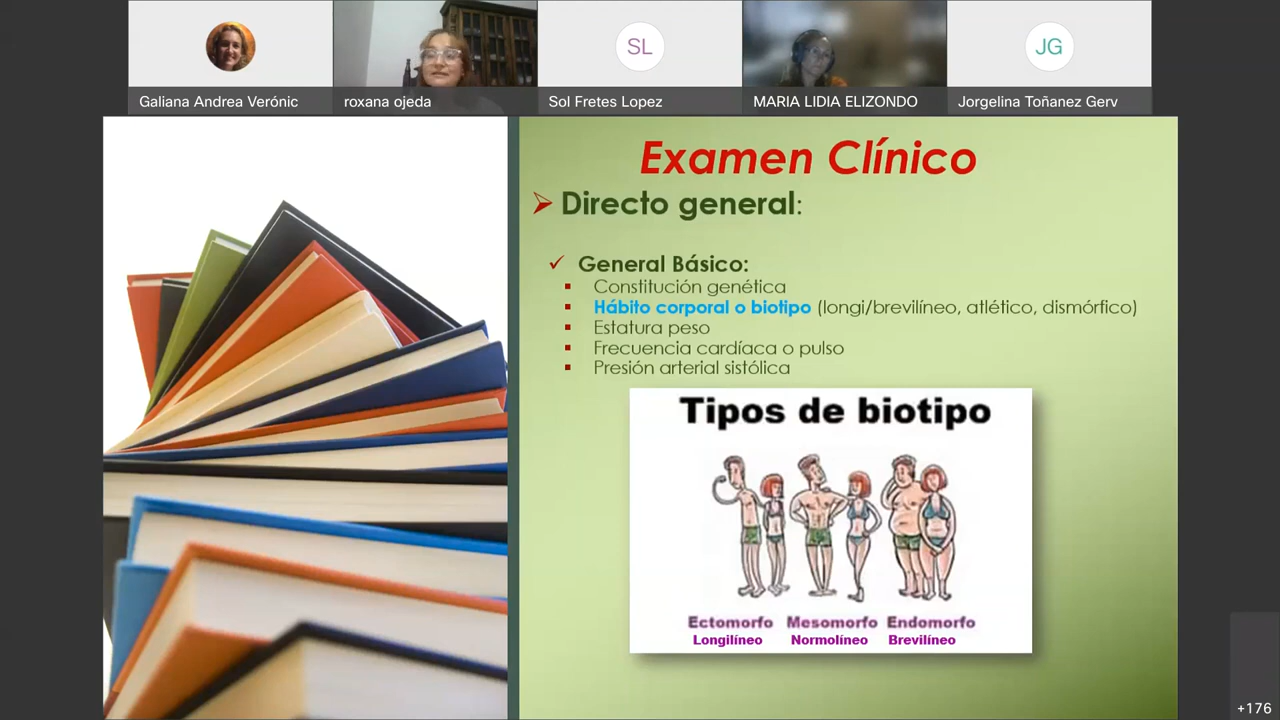 SL
JG
Galiana Andrea Verónic
roxana ojeda
Sol Fretes Lopez
MARIA LIDIA ELIZONDO
Jorgelina Toñanez Gerv
Examen Clínico
➢ Directo general:
✓ General Básico:
▪ Constitución genética
▪ Hábito corporal o biotipo (longi/brevilíneo, atlético, dismórfico)
▪ Estatura peso
▪ Frecuencia cardíaca o pulso
▪ Presión arterial sistólica
Tipos de biotipo
Ectomorfo Mesomorfo Endomorfo
Longilíneo Normolíneo Brevilíneo
+176